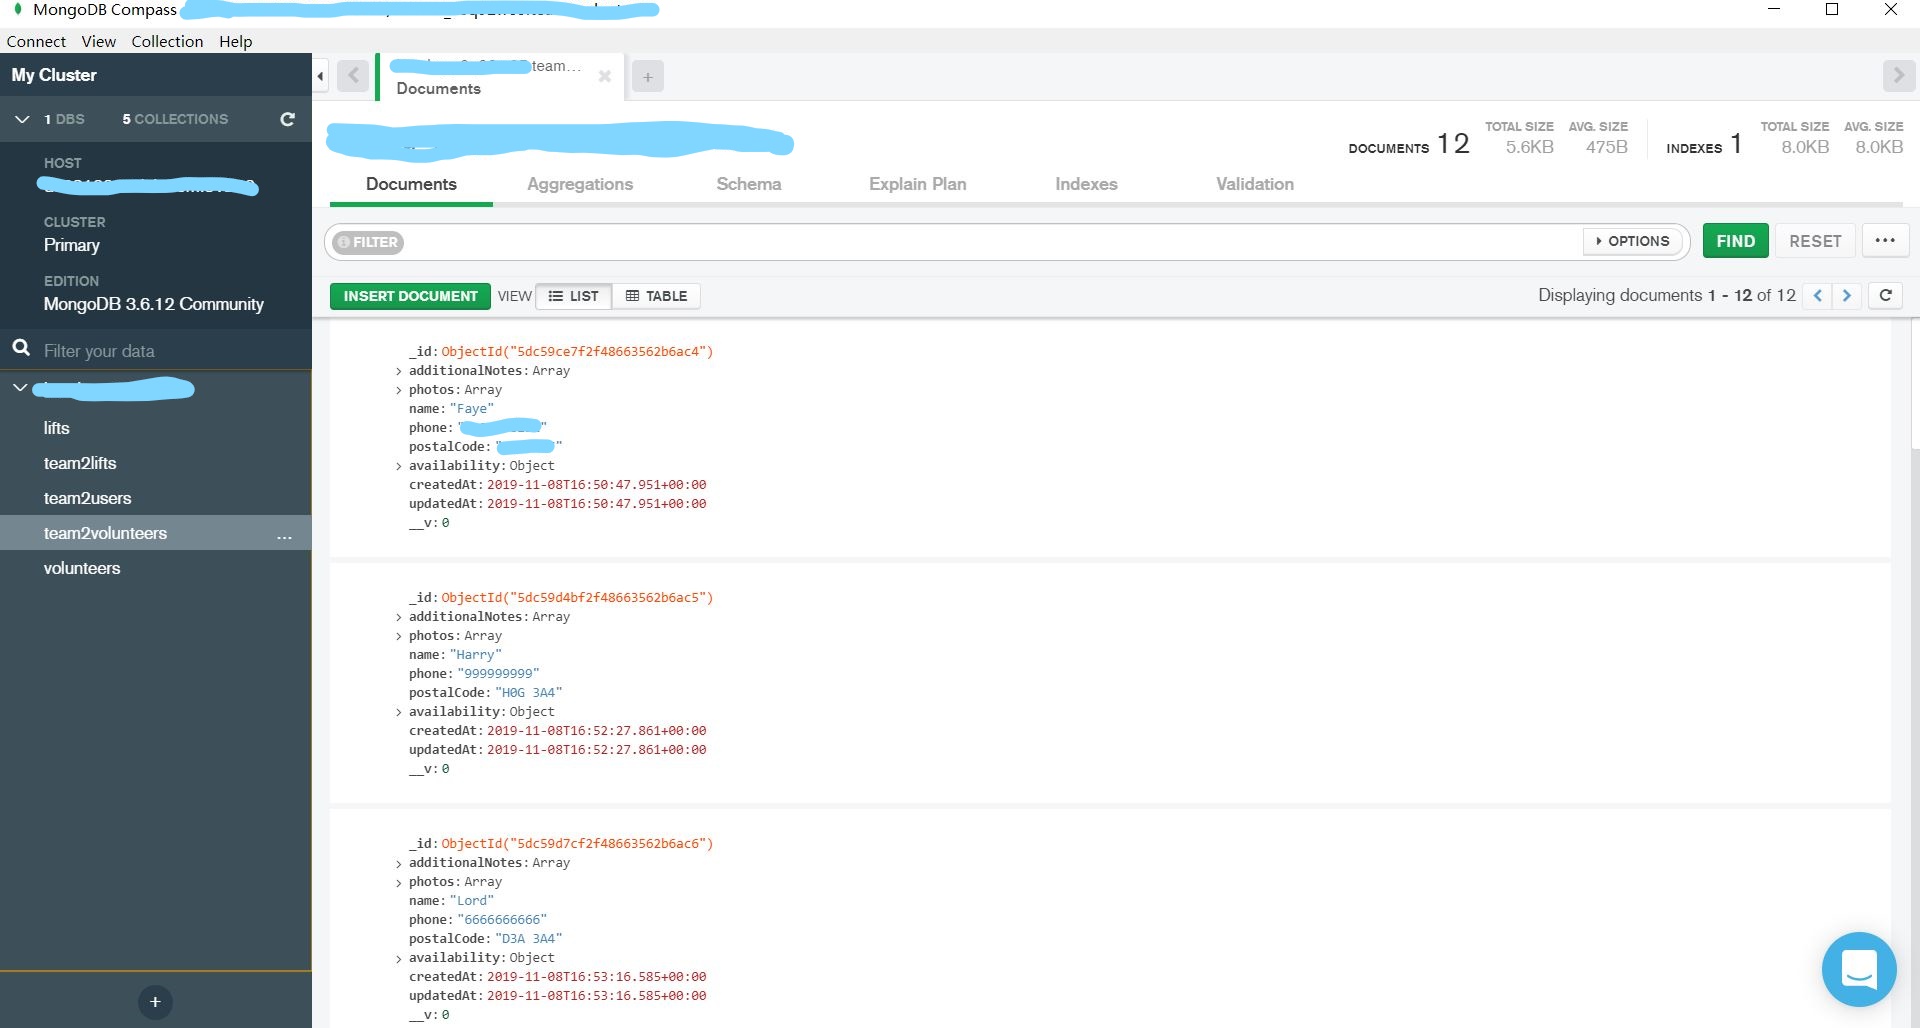 MongoDB Compass
Connect View Collection Help
My Cluster
1 DBS 5 COLLECTIONS
HOST
CLUSTER
Primary
EDITION
MongoDB 3.6.12 Community
Filter your data
lifts
team2lifts
team2users
team2volunteers ...
volunteers
+
team...
Documents
+
DOCUMENTS 12 TOTAL SIZE 5.6KB AVG. SIZE 475B INDEXES 1 TOTAL SIZE 8.0KB AVG. SIZE 8.0KB
Documents Aggregations Schema Explain Plan Indexes Validation
FILTER OPTIONS FIND RESET ...
INSERT DOCUMENT VIEW LIST TABLE Displaying documents 1 - 12 of 12
_id: ObjectId("5dc59ce7f2f48663562b6ac4")
additionalNotes: Array
photos: Array
name: "Faye"
phone: "
postalCode: " "
availability: Object
createdAt: 2019-11-08T16:50:47.951+00:00
updatedAt: 2019-11-08T16:50:47.951+00:00
__v: 0
_id: ObjectId("5dc59d4bf2f48663562b6ac5")
additionalNotes: Array
photos: Array
name: "Harry"
phone: "999999999"
postalCode: "H0G 3A4"
availability: Object
createdAt: 2019-11-08T16:52:27.861+00:00
updatedAt: 2019-11-08T16:52:27.861+00:00
__v: 0
_id: ObjectId("5dc59d7cf2f48663562b6ac6")
additionalNotes: Array
photos: Array
name: "Lord"
phone: "6666666666"
postalCode: "D3A 3A4"
availability: Object
createdAt: 2019-11-08T16:53:16.585+00:00
updatedAt: 2019-11-08T16:53:16.585+00:00
__v: 0